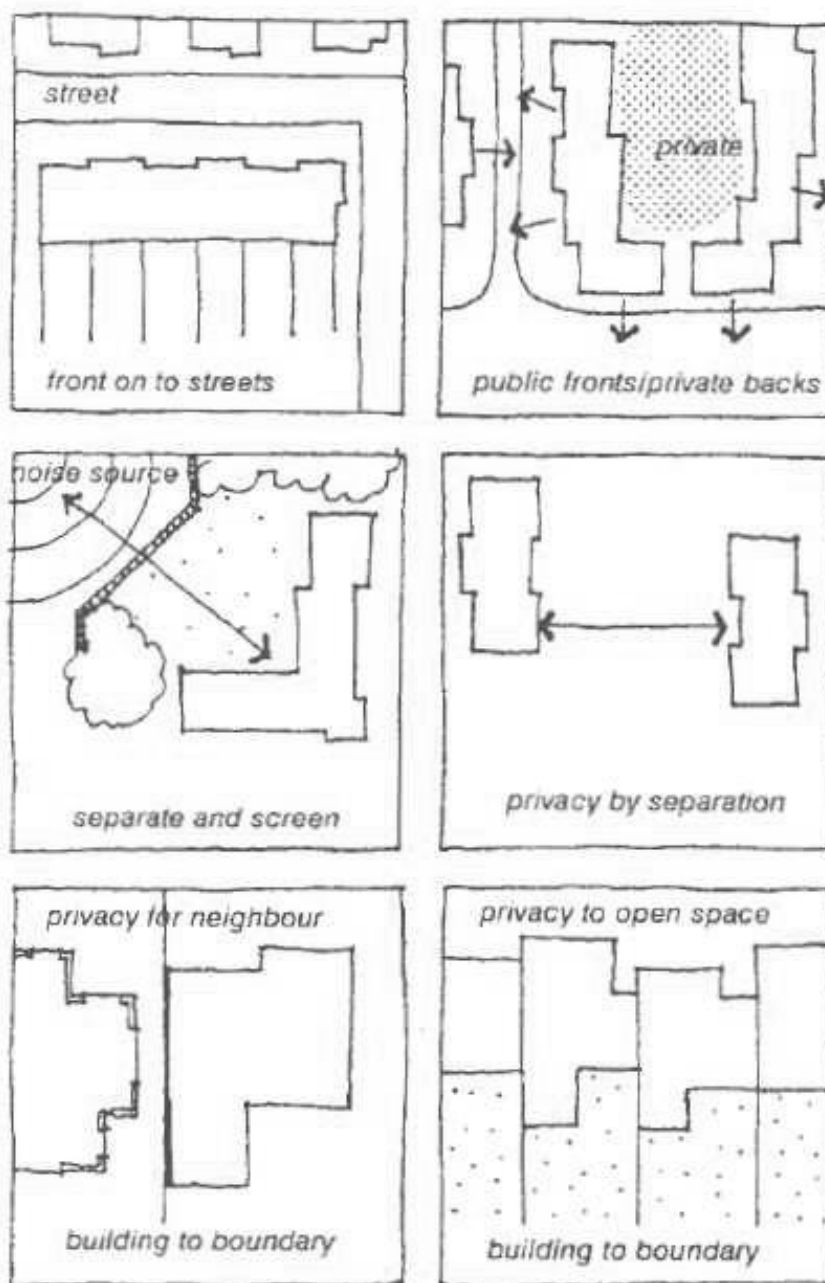 street
front on to streets
private
public fronts/private backs
noise source
separate and screen
privacy by separation
privacy for neighbour
building to boundary
privacy to open space
building to boundary